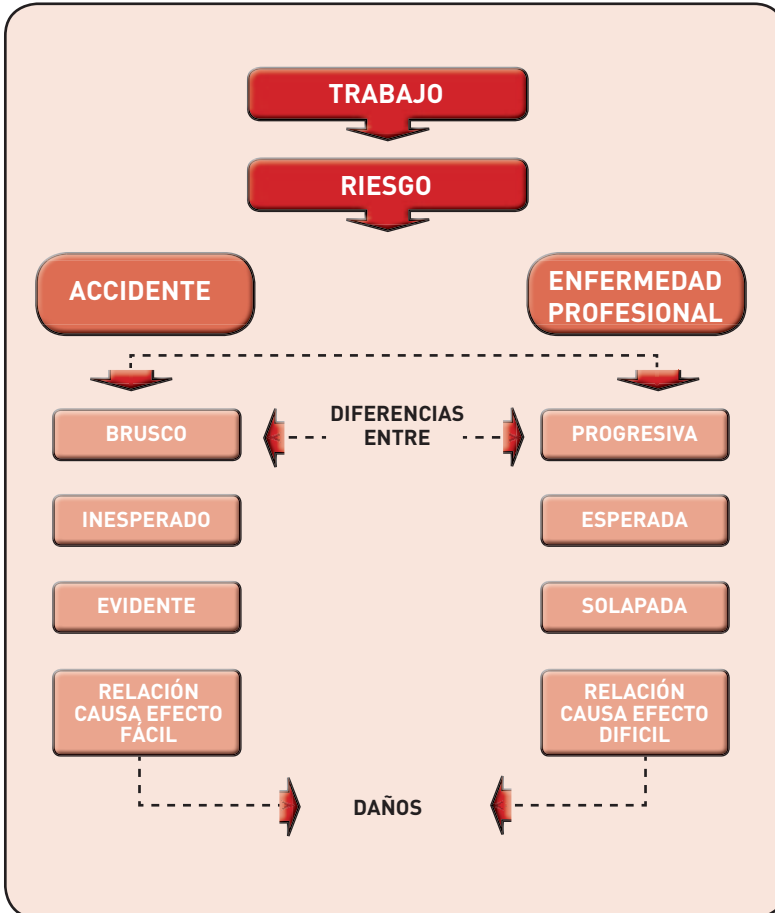 TRABAJO
RIESGO
ACCIDENTE
ENFERMEDAD
PROFESIONAL
DIFERENCIAS
ENTRE
BRUSCO
PROGRESIVA
INESPERADO
ESPERADA
EVIDENTE
SOLAPADA
RELACIÓN
CAUSA EFECTO
FÁCIL
RELACIÓN
CAUSA EFECTO
DIFICIL
DAÑOS